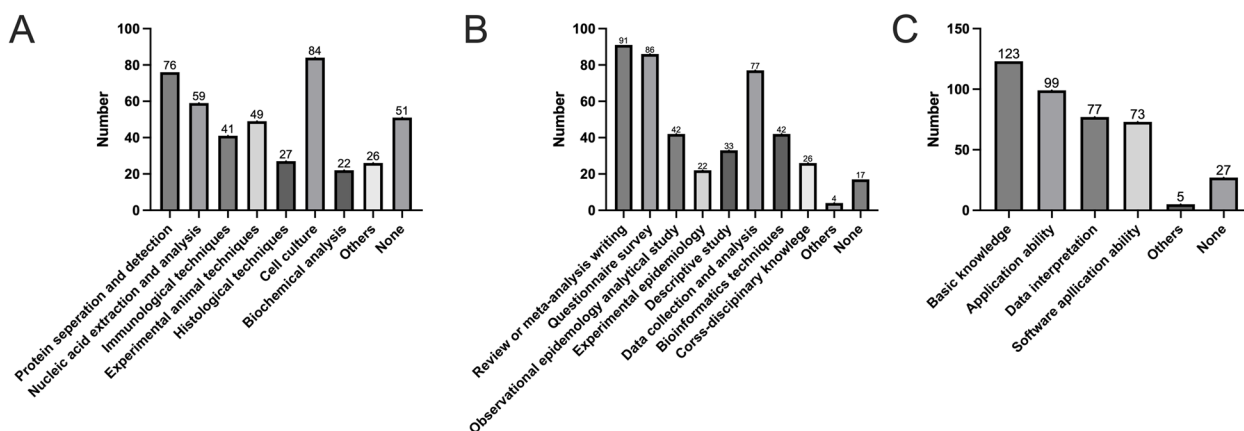 A
Number
100
80
60
40
20
0
76
59
41
49
27
84
22
26
51
Protein seperation and detection
Nucleic acid extraction and analysis
Immunological techniques
Experimental animal techniques
Histological techniques
Cell culture
Biochemical analysis
Others
None
B
Number
100
80
60
40
20
0
91
86
42
22
33
77
42
26
4
17
Review or meta-analysis writing
Questionnaire survey
Observational epidemiology analytical study
Experimental epidemiology
Descriptive study
Data collection and analysis
Bioinformatics techniques
Corss-discipinary knowlege
Others
None
C
Number
150
100
50
0
123
99
77
73
5
27
Basic knowledge
Application ability
Data interpretation
Software apllication ability
Others
None